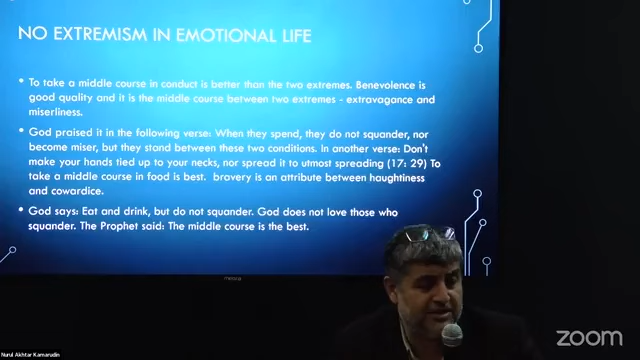 NO EXTREMISM IN EMOTIONAL LIFE
• To take a middle course in conduct is better than the two extremes. Benevolence is
good quality and it is the middle course between two extremes - extravagance and
miserliness.
• God praised it in the following verse: When they spend, they do not squander, nor
become miser, but they stand between these two conditions. In another verse: Don't
make your hands tied up to your necks, nor spread it to utmost spreading (17: 29) To
take a middle course in food is best. bravery is an attribute between haughtiness
and cowardice.
• God says: Eat and drink, but do not squander. God does not love those who
squander. The Prophet said: The middle course is the best.
Nurul Akhtar Kamarudin
zoom